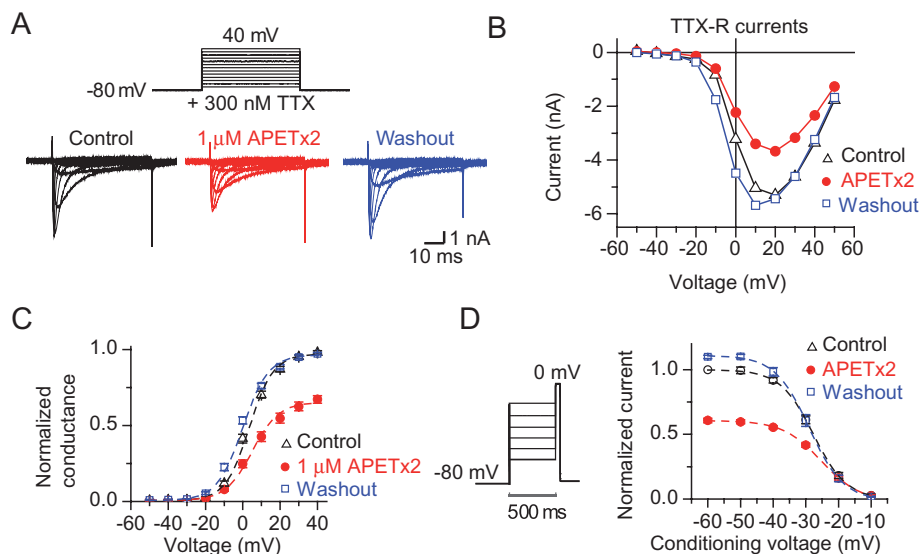 A
40 mV
-80 mV
+ 300 nM TTX
Control
1 μM APETx2
Washout
1 nA
10 ms
B
TTX-R currents
0
-2
-4
-6
Current (nA)
Control
APETx2
Washout
-60 -40 -20 0 20 40 60
Voltage (mV)
C
1.0
0.5
0.0
Normalized conductance
Control
1 μM APETx2
Washout
-60 -40 -20 0 20 40
Voltage (mV)
D
0 mV
-80 mV
500 ms
Control
APETx2
Washout
1.0
0.5
0.0
Normalized current
-60 -50 -40 -30 -20 -10
Conditioning voltage (mV)